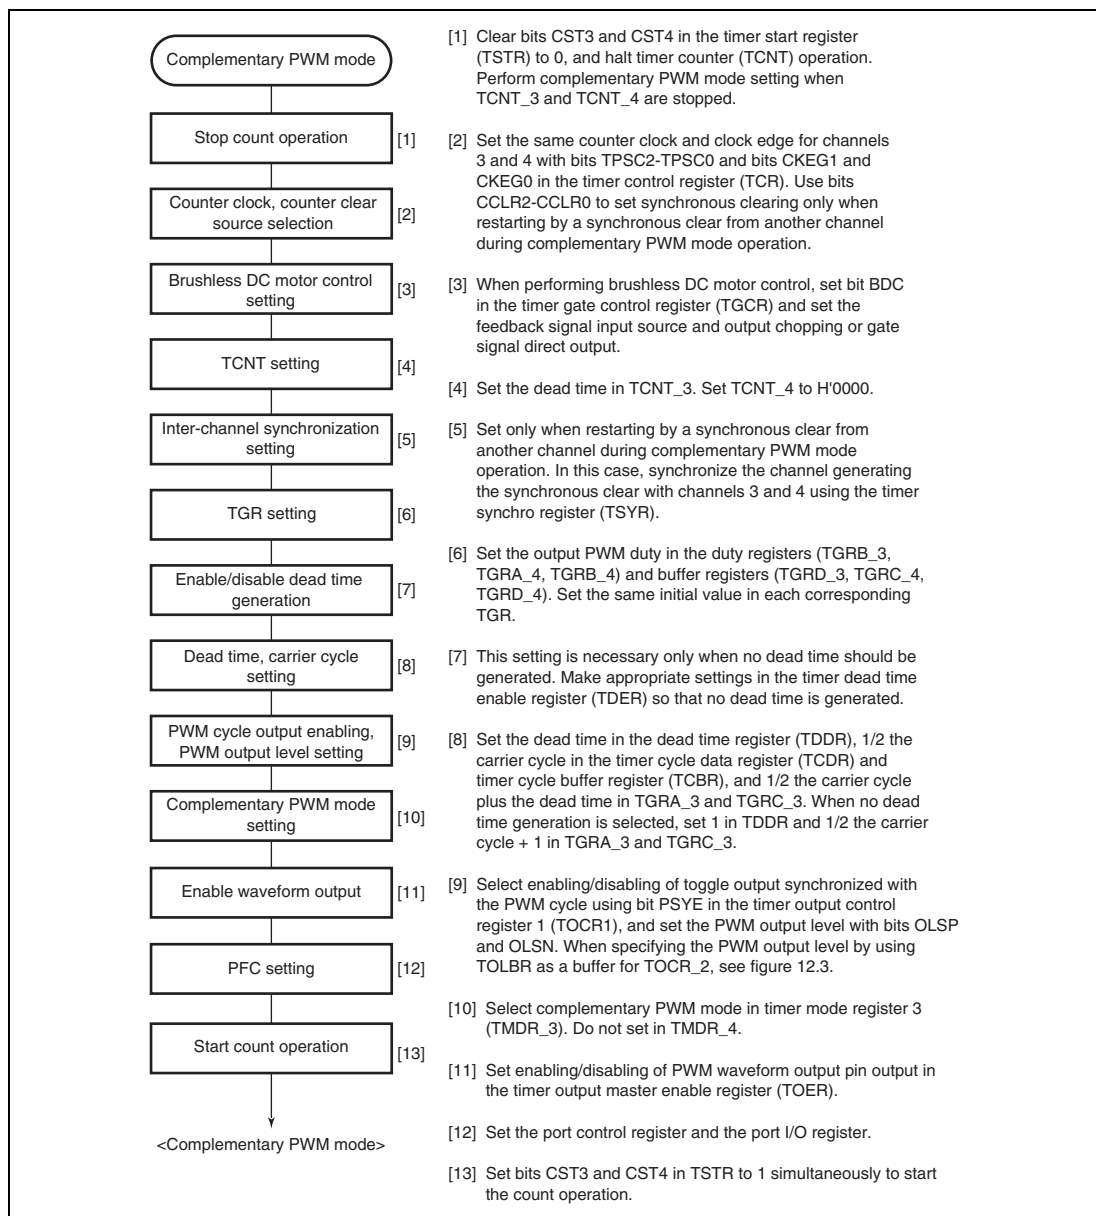 Complementary PWM mode
Stop count operation
[1]
Counter clock, counter clear
source selection
[2]
Brushless DC motor control
setting
[3]
TCNT setting
[4]
Inter-channel synchronization
setting
[5]
TGR setting
[6]
Enable/disable dead time
generation
[7]
Dead time, carrier cycle
setting
[8]
PWM cycle output enabling,
PWM output level setting
[9]
Complementary PWM mode
setting
[10]
Enable waveform output
[11]
PFC setting
[12]
Start count operation
[13]
<Complementary PWM mode>
[1] Clear bits CST3 and CST4 in the timer start register
(TSTR) to 0, and halt timer counter (TCNT) operation.
Perform complementary PWM mode setting when
TCNT_3 and TCNT_4 are stopped.
[2] Set the same counter clock and clock edge for channels
3 and 4 with bits TPSC2-TPSC0 and bits CKEG1 and
CKEG0 in the timer control register (TCR). Use bits
CCLR2-CCLR0 to set synchronous clearing only when
restarting by a synchronous clear from another channel
during complementary PWM mode operation.
[3] When performing brushless DC motor control, set bit BDC
in the timer gate control register (TGCR) and set the
feedback signal input source and output chopping or gate
signal direct output.
[4] Set the dead time in TCNT_3. Set TCNT_4 to H'0000.
[5] Set only when restarting by a synchronous clear from
another channel during complementary PWM mode
operation. In this case, synchronize the channel generating
the synchronous clear with channels 3 and 4 using the timer
synchro register (TSYR).
[6] Set the output PWM duty in the duty registers (TGRB_3,
TGRA_4, TGRB_4) and buffer registers (TGRD_3, TGRC_4,
TGRD_4). Set the same initial value in each corresponding
TGR.
[7] This setting is necessary only when no dead time should be
generated. Make appropriate settings in the timer dead time
enable register (TDER) so that no dead time is generated.
[8] Set the dead time in the dead time register (TDDR), 1/2 the
carrier cycle in the timer cycle data register (TCDR) and
timer cycle buffer register (TCBR), and 1/2 the carrier cycle
plus the dead time in TGRA_3 and TGRC_3. When no dead
time generation is selected, set 1 in TDDR and 1/2 the carrier
cycle + 1 in TGRA_3 and TGRC_3.
[9] Select enabling/disabling of toggle output synchronized with
the PWM cycle using bit PSYE in the timer output control
register 1 (TOCR1), and set the PWM output level with bits OLSP
and OLSN. When specifying the PWM output level by using
TOLBR as a buffer for TOCR_2, see figure 12.3.
[10] Select complementary PWM mode in timer mode register 3
(TMDR_3). Do not set in TMDR_4.
[11] Set enabling/disabling of PWM waveform output pin output in
the timer output master enable register (TOER).
[12] Set the port control register and the port I/O register.
[13] Set bits CST3 and CST4 in TSTR to 1 simultaneously to start
the count operation.